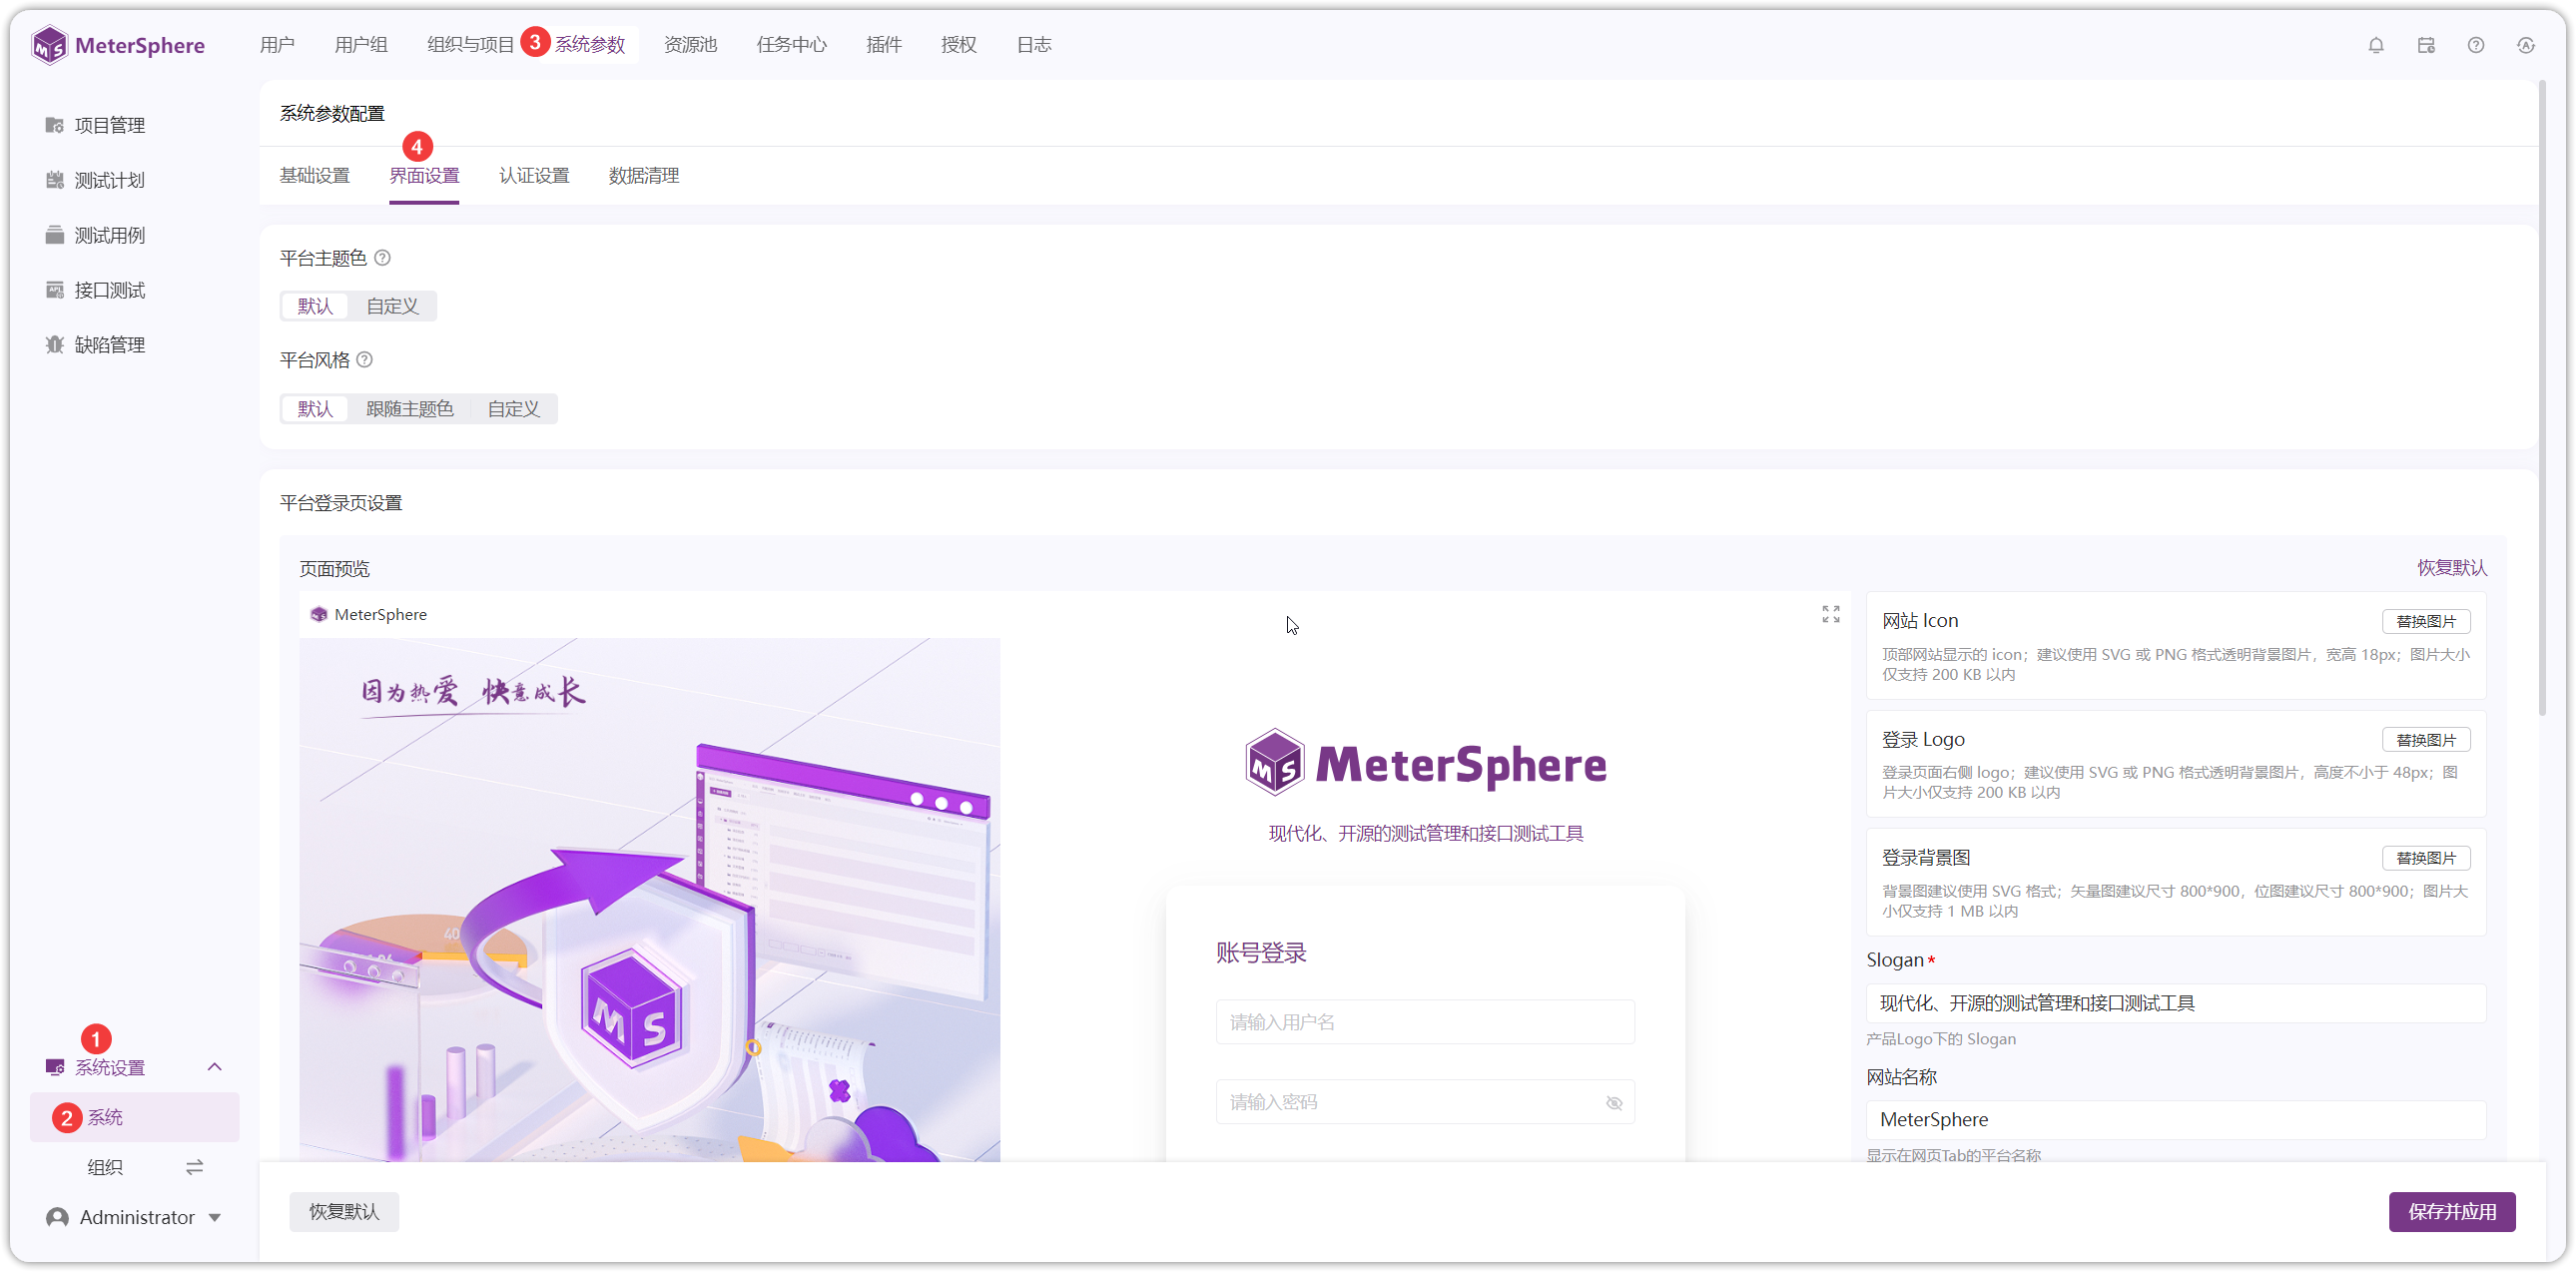 MeterSphere
用户
用户组
组织与项目
3
系统参数
资源池
任务中心
插件
授权
日志
项目管理
测试计划
测试用例
接口测试
缺陷管理
1
系统设置
2
系统
组织
Administrator
系统参数配置
4
基础设置
界面设置
认证设置
数据清理
平台主题色
默认
自定义
平台风格
默认
跟随主题色
自定义
平台登录页设置
页面预览
恢复默认
MeterSphere
因为热爱 快意成长
MS
MeterSphere
现代化、开源的测试管理和接口测试工具
账号登录
请输入用户名
请输入密码
网站 Icon
替换图片
顶部网站显示的 icon；建议使用 SVG 或 PNG 格式透明背景图片，宽高 18px；图片大小
仅支持 200 KB 以内
登录 Logo
替换图片
登录页面右侧 logo；建议使用 SVG 或 PNG 格式透明背景图片，高度不小于 48px；图
片大小仅支持 200 KB 以内
登录背景图
替换图片
背景图建议使用 SVG 格式；矢量图建议尺寸 800*900，位图建议尺寸 800*900；图片大
小仅支持 1 MB 以内
Slogan*
现代化、开源的测试管理和接口测试工具
产品Logo下的 Slogan
网站名称
MeterSphere
显示在网页Tab的平台名称
恢复默认
保存并应用